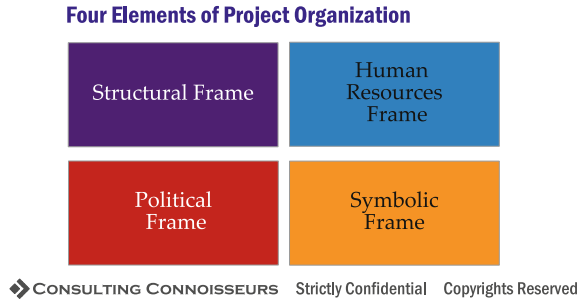 Four Elements of Project Organization
Structural Frame
Human
Resources
Frame
Political
Frame
Symbolic
Frame
CONSULTING CONNOISSEURS Strictly Confidential Copyrights Reserved